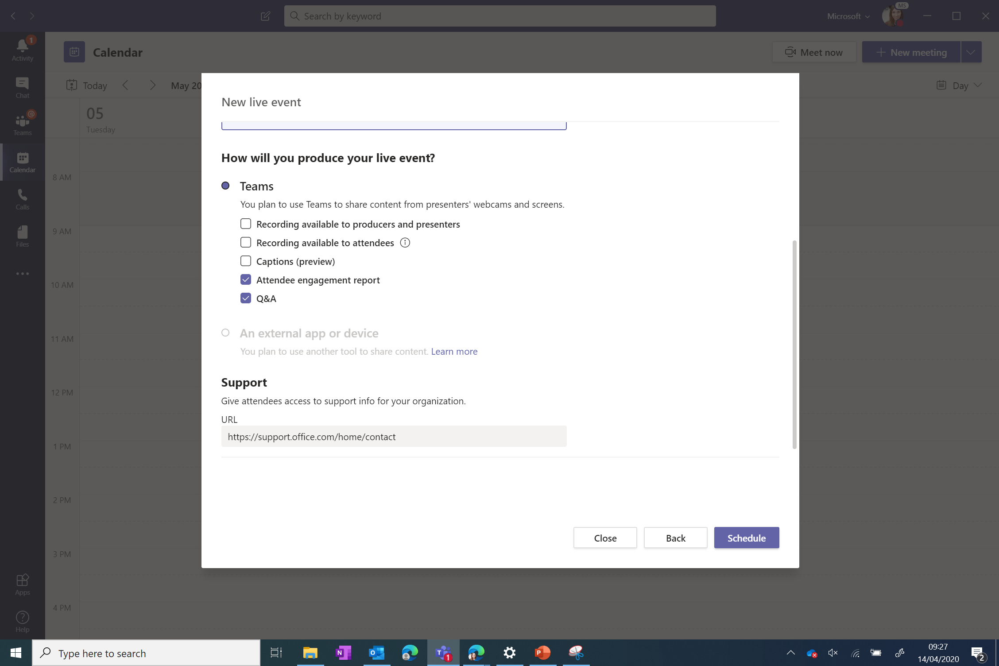 Search by keyword
Microsoft
MS
1
Activity
Chat
@
Teams
Calendar
Calls
Files
Apps
Help
Calendar
Meet now
New meeting
Today
May 20
Day
05
Tuesday
8 AM
9 AM
10 AM
11 AM
12 PM
1 PM
2 PM
3 PM
4 PM
New live event
How will you produce your live event?
Teams
You plan to use Teams to share content from presenters' webcams and screens.
Recording available to producers and presenters
Recording available to attendees
Captions (preview)
Attendee engagement report
Q&A
An external app or device
You plan to use another tool to share content. Learn more
Support
Give attendees access to support info for your organization.
URL
https://support.office.com/home/contact
Close
Back
Schedule
Type here to search
N
O
T
1
P
09:27
14/04/2020
2